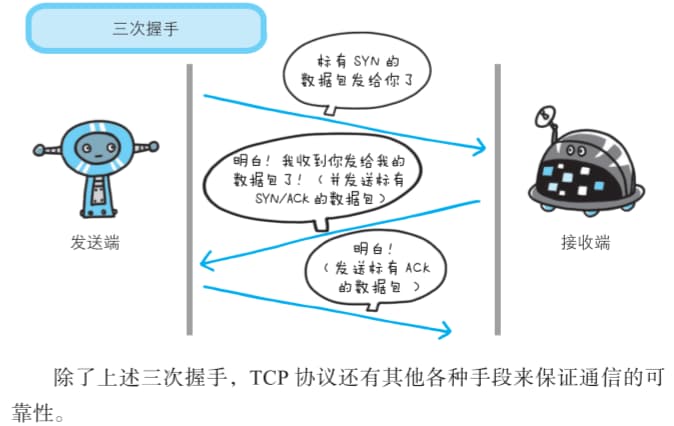 三次握手
标有 SYN 的
数据包发给你了
明白！我收到你发给我的
数据包了！（并发送标有
SYN/ACK的数据包）
发送端
接收端
明白！
（发送标有 ACK
的数据包 ）
除了上述三次握手，TCP 协议还有其他各种手段来保证通信的可
靠性。